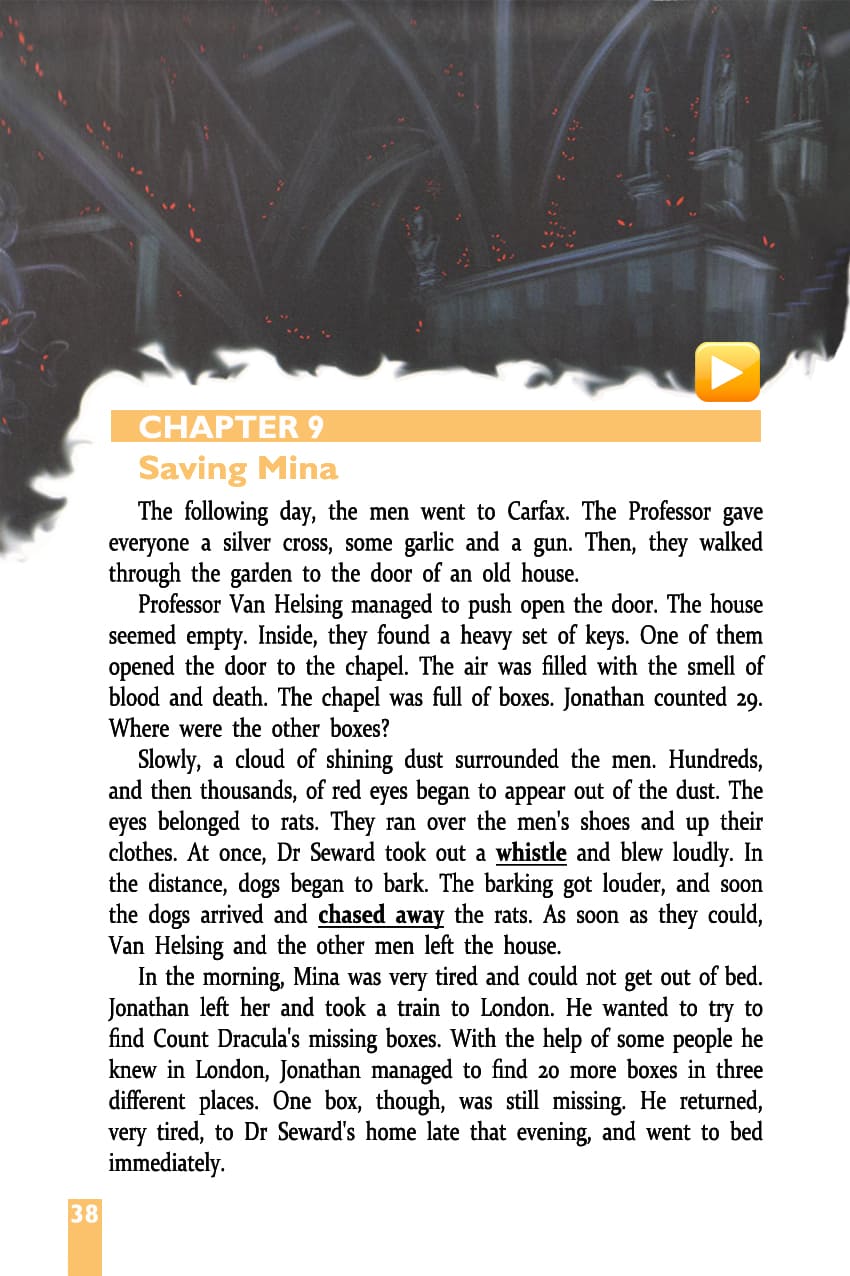 CHAPTER 9
Saving Mina
The following day, the men went to Carfax. The Professor gave
everyone a silver cross, some garlic and a gun. Then, they walked
through the garden to the door of an old house.
Professor Van Helsing managed to push open the door. The house
seemed empty. Inside, they found a heavy set of keys. One of them
opened the door to the chapel. The air was filled with the smell of
blood and death. The chapel was full of boxes. Jonathan counted 29.
Where were the other boxes?
Slowly, a cloud of shining dust surrounded the men. Hundreds,
and then thousands, of red eyes began to appear out of the dust. The
eyes belonged to rats. They ran over the men's shoes and up their
clothes. At once, Dr Seward took out a whistle and blew loudly. In
the distance, dogs began to bark. The barking got louder, and soon
the dogs arrived and chased away the rats. As soon as they could,
Van Helsing and the other men left the house.
In the morning, Mina was very tired and could not get out of bed.
Jonathan left her and took a train to London. He wanted to try to
find Count Dracula's missing boxes. With the help of some people he
knew in London, Jonathan managed to find 20 more boxes in three
different places. One box, though, was still missing. He returned,
very tired, to Dr Seward's home late that evening, and went to bed
immediately.
38